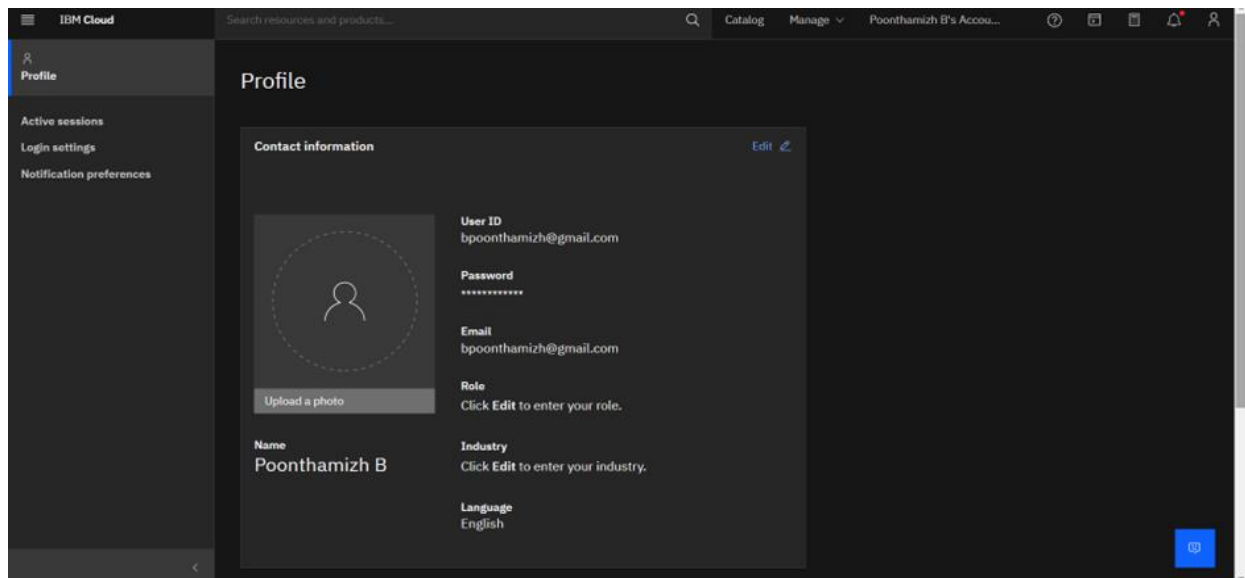 IBM Cloud
Search resources and products...
Catalog
Manage
Poonthamizh B's Accou...
Profile
Active sessions
Login settings
Notification preferences
Profile
Contact information
Edit
Upload a photo
Name
Poonthamizh B
User ID
bpoonthamizh@gmail.com
Password
************
Email
bpoonthamizh@gmail.com
Role
Click Edit to enter your role.
Industry
Click Edit to enter your industry.
Language
English